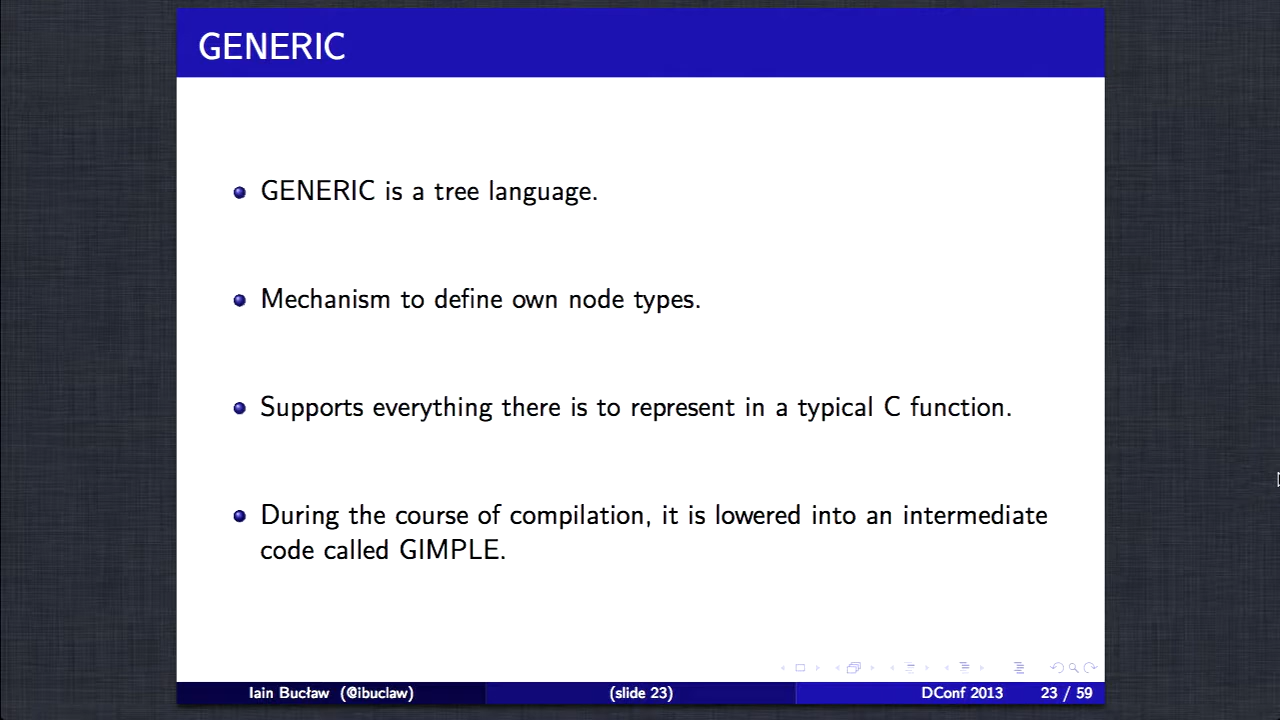 GENERIC
GENERIC is a tree language.
Mechanism to define own node types.
Supports everything there is to represent in a typical C function.
During the course of compilation, it is lowered into an intermediate
code called GIMPLE.
Iain Bucław (@ibuclaw)
(slide 23)
DConf 2013
23 / 59